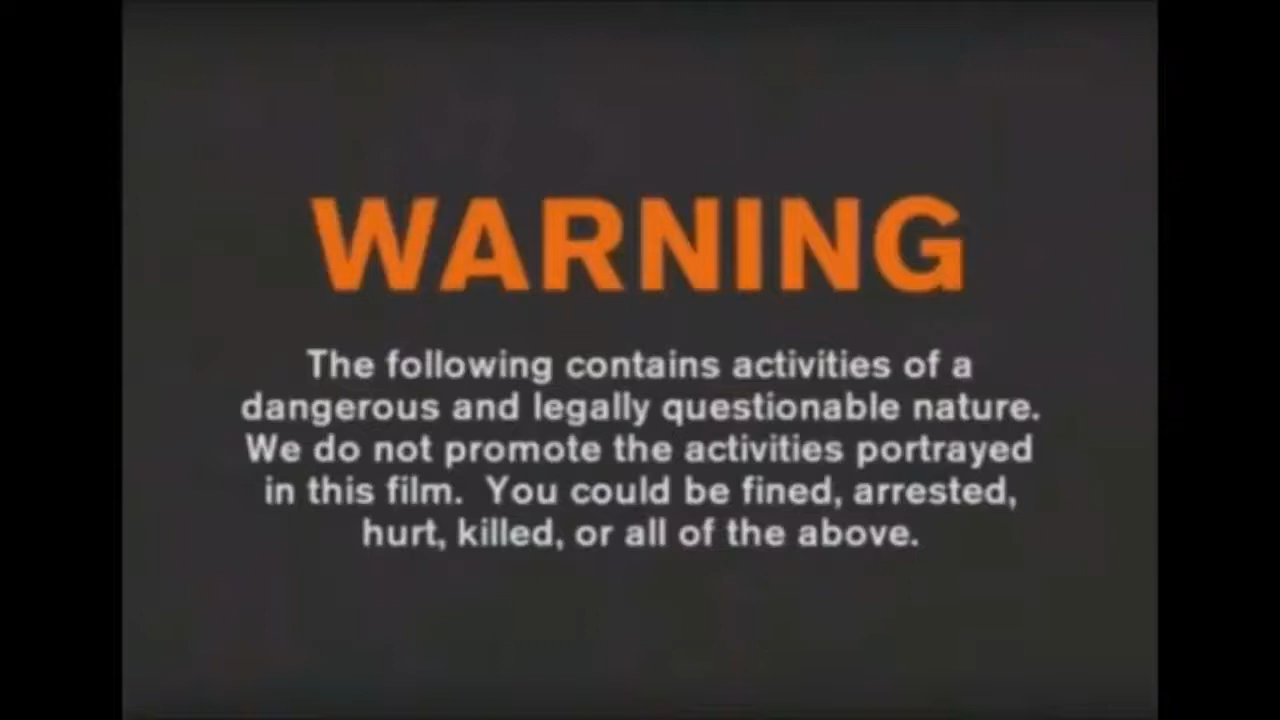 WARNING
The following contains activities of a
dangerous and legally questionable nature.
We do not promote the activities portrayed
in this film.  You could be fined, arrested,
hurt, killed, or all of the above.